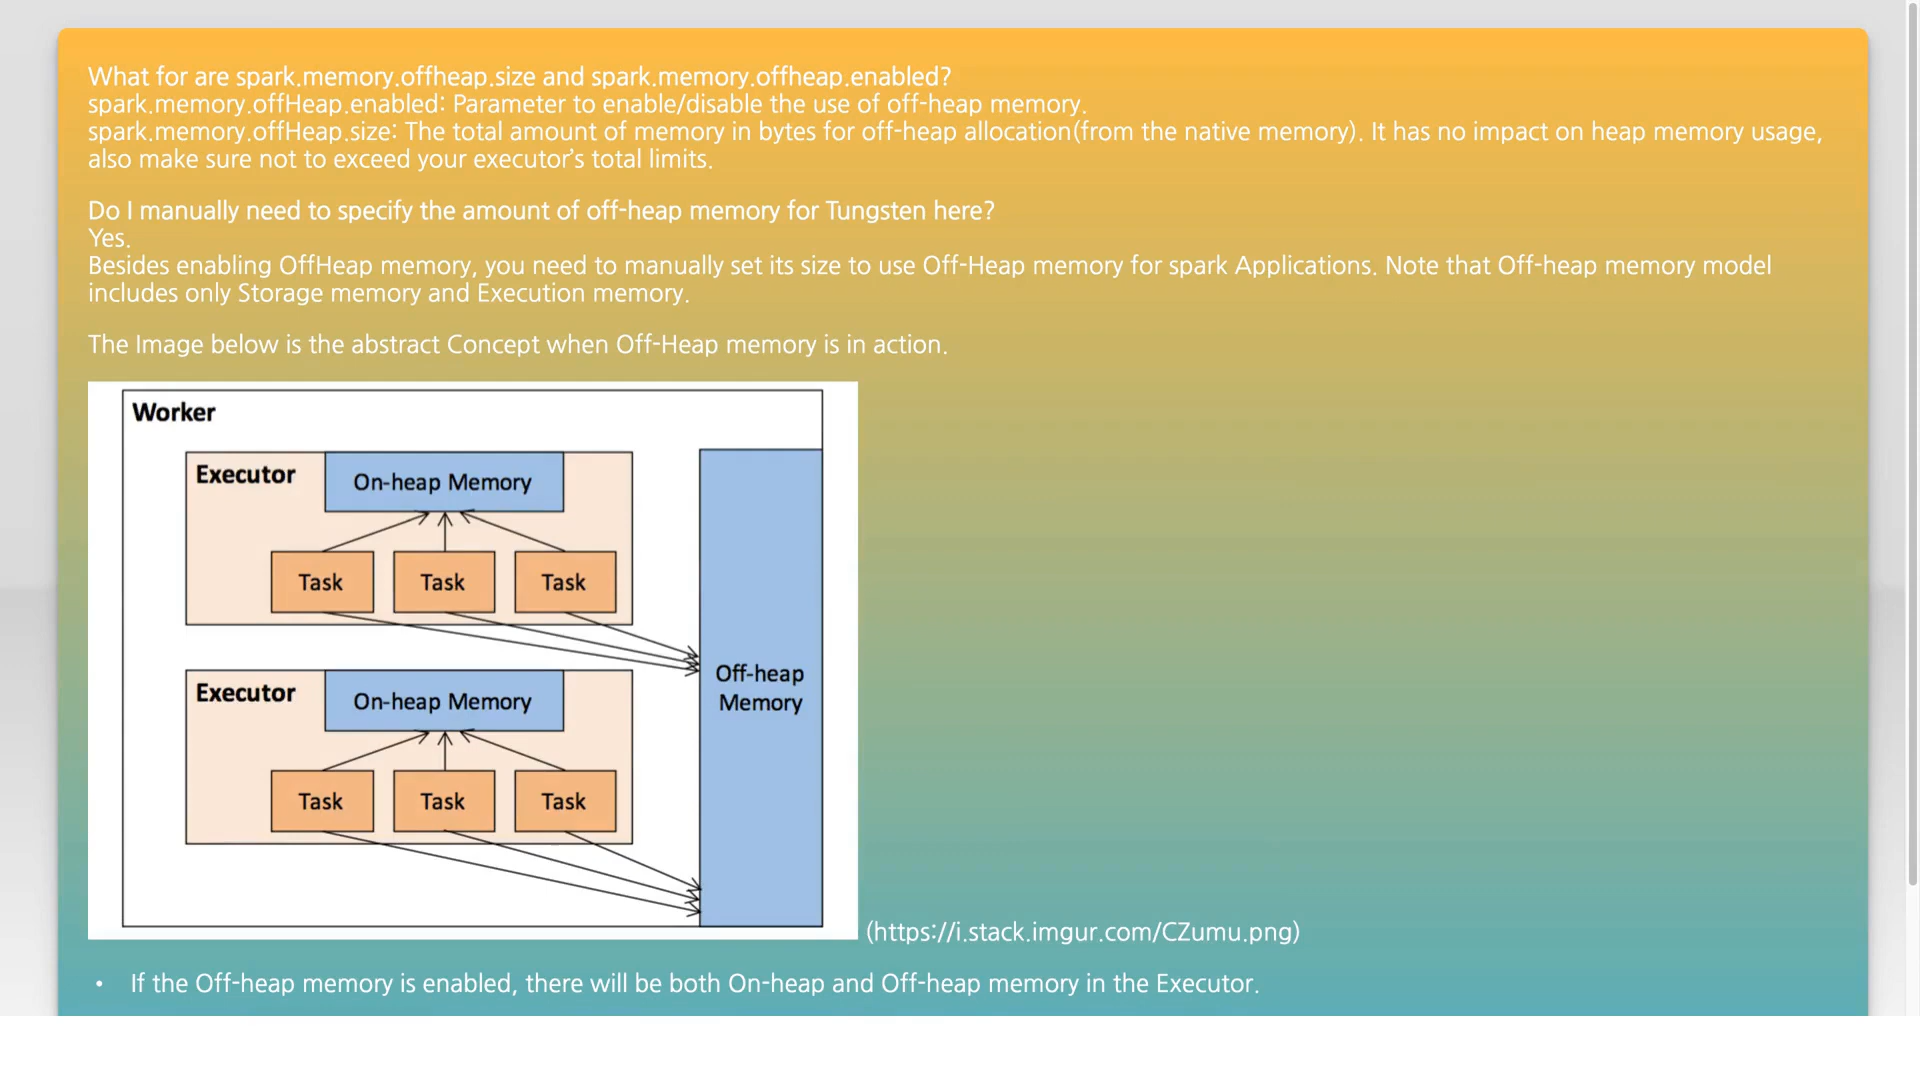 What for are spark.memory.offheap.size and spark.memory.offheap.enabled?
spark.memory.offHeap.enabled: Parameter to enable/disable the use of off-heap memory.
spark.memory.offHeap.size: The total amount of memory in bytes for off-heap allocation(from the native memory). It has no impact on heap memory usage,
also make sure not to exceed your executor’s total limits.
Do I manually need to specify the amount of off-heap memory for Tungsten here?
Yes.
Besides enabling OffHeap memory, you need to manually set its size to use Off-Heap memory for spark Applications. Note that Off-heap memory model
includes only Storage memory and Execution memory.
The Image below is the abstract Concept when Off-Heap memory is in action.
Worker
Executor
On-heap Memory
Task
Task
Task
Executor
On-heap Memory
Task
Task
Task
Off-heap
Memory
(https://i.stack.imgur.com/CZumu.png)
• If the Off-heap memory is enabled, there will be both On-heap and Off-heap memory in the Executor.